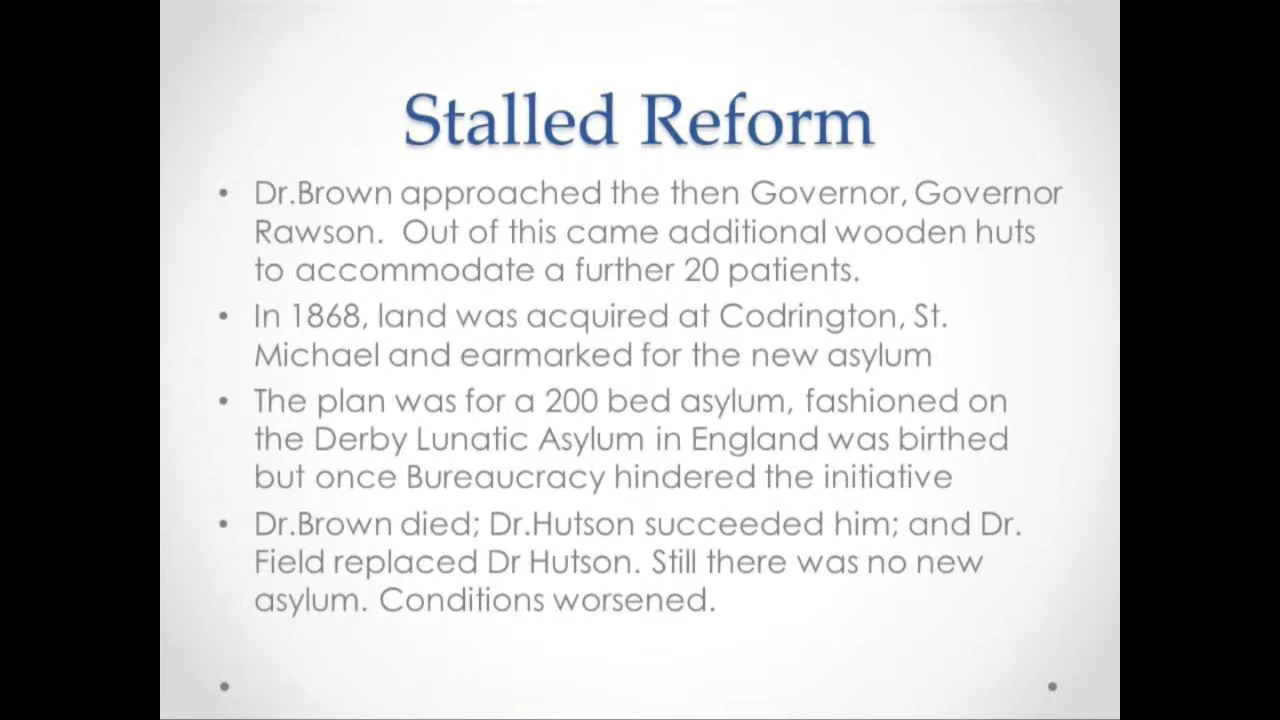 Stalled Reform
• Dr.Brown approached the then Governor, Governor
Rawson.  Out of this came additional wooden huts
to accommodate a further 20 patients.
• In 1868, land was acquired at Codrington, St.
Michael and earmarked for the new asylum
• The plan was for a 200 bed asylum, fashioned on
the Derby Lunatic Asylum in England was birthed
but once Bureaucracy hindered the initiative
• Dr.Brown died; Dr.Hutson succeeded him; and Dr.
Field replaced Dr Hutson. Still there was no new
asylum. Conditions worsened.